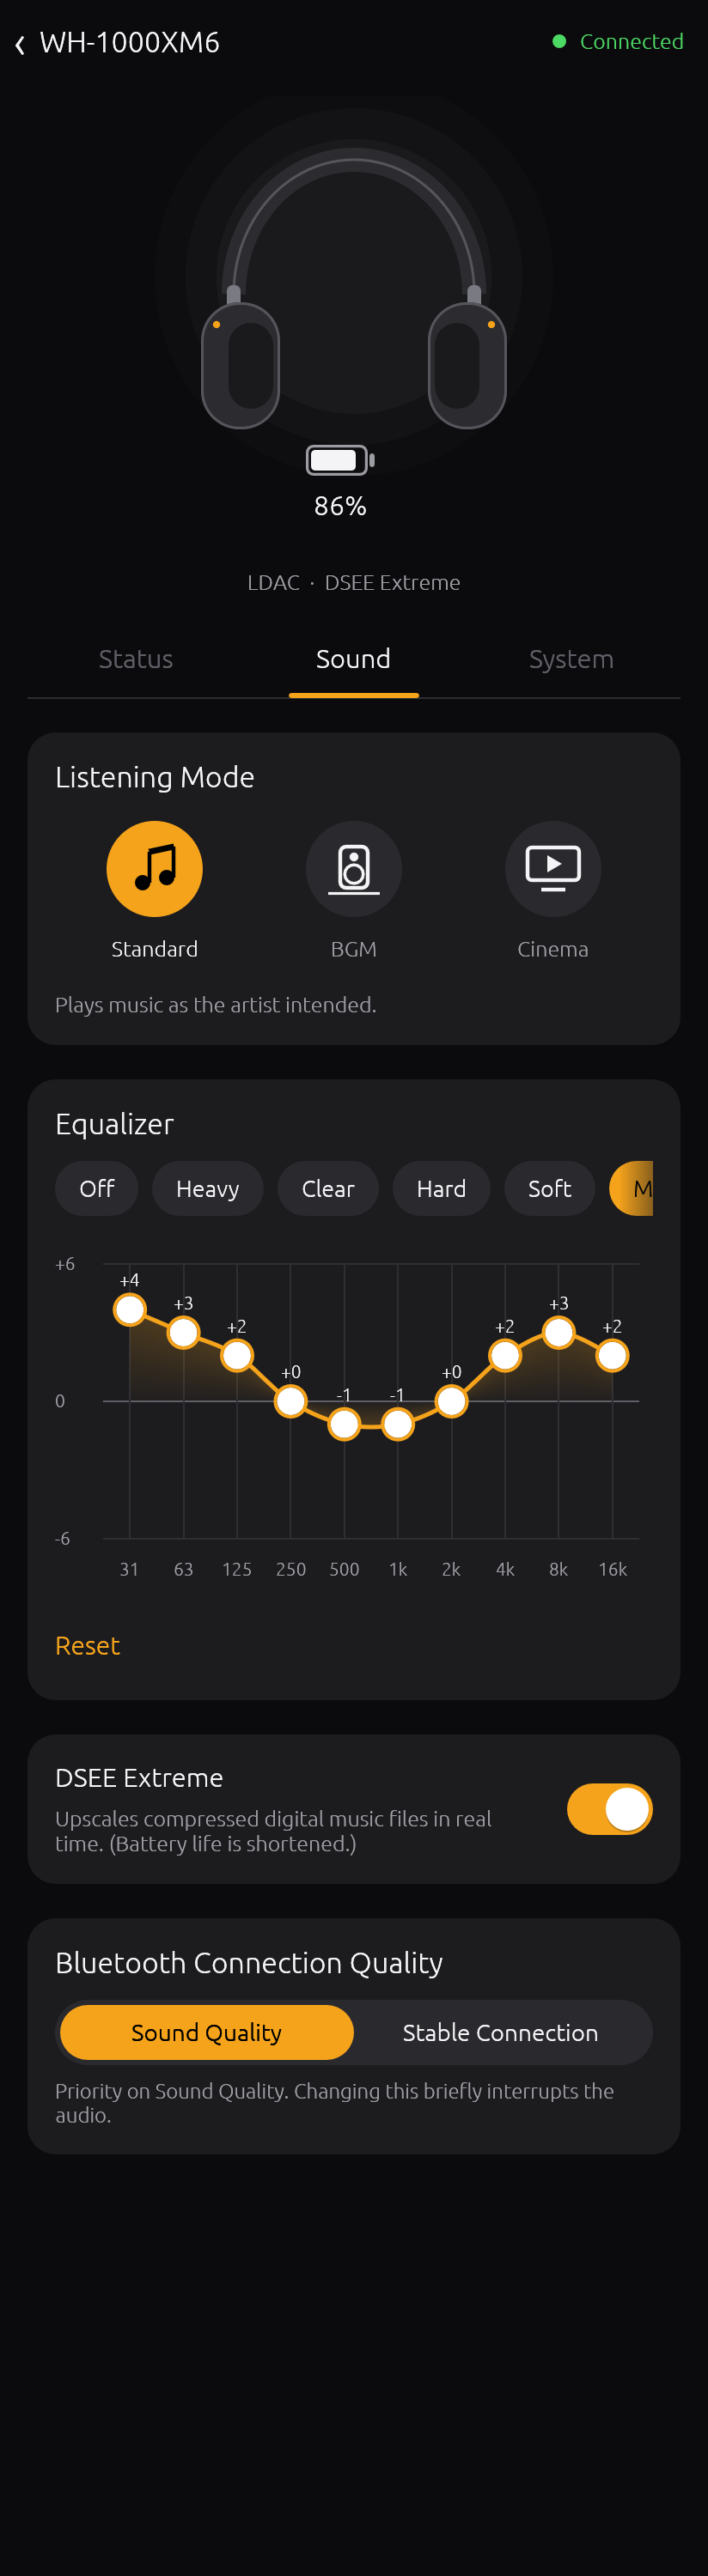 ‹ WH-1000XM6
Connected
86%
LDAC · DSEE Extreme
Status Sound System
Listening Mode
Standard BGM Cinema
Plays music as the artist intended.
Equalizer
Off Heavy Clear Hard Soft M
+6
+4 +3 +2 +0 -1 -1 +0 +2 +3 +2
0
-6
31 63 125 250 500 1k 2k 4k 8k 16k
Reset
DSEE Extreme
Upscales compressed digital music files in real
time. (Battery life is shortened.)
Bluetooth Connection Quality
Sound Quality Stable Connection
Priority on Sound Quality. Changing this briefly interrupts the
audio.